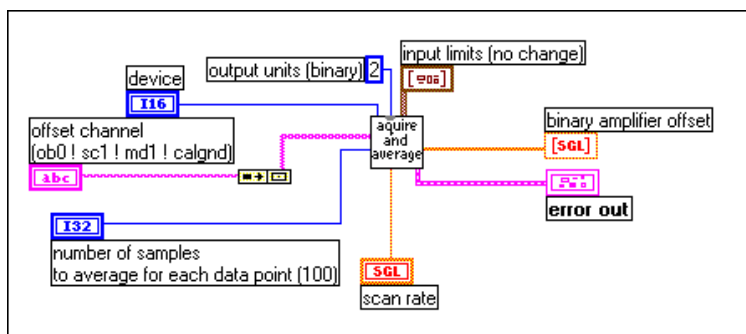 input limits (no change)
output units (binary) 2
device
I16
offset channel
(ob0 ! sc1 ! md1 ! calgnd)
abc
aquire
and
average
binary amplifier offset
[SGL]
error out
I32
number of samples
to average for each data point (100)
SGL
scan rate